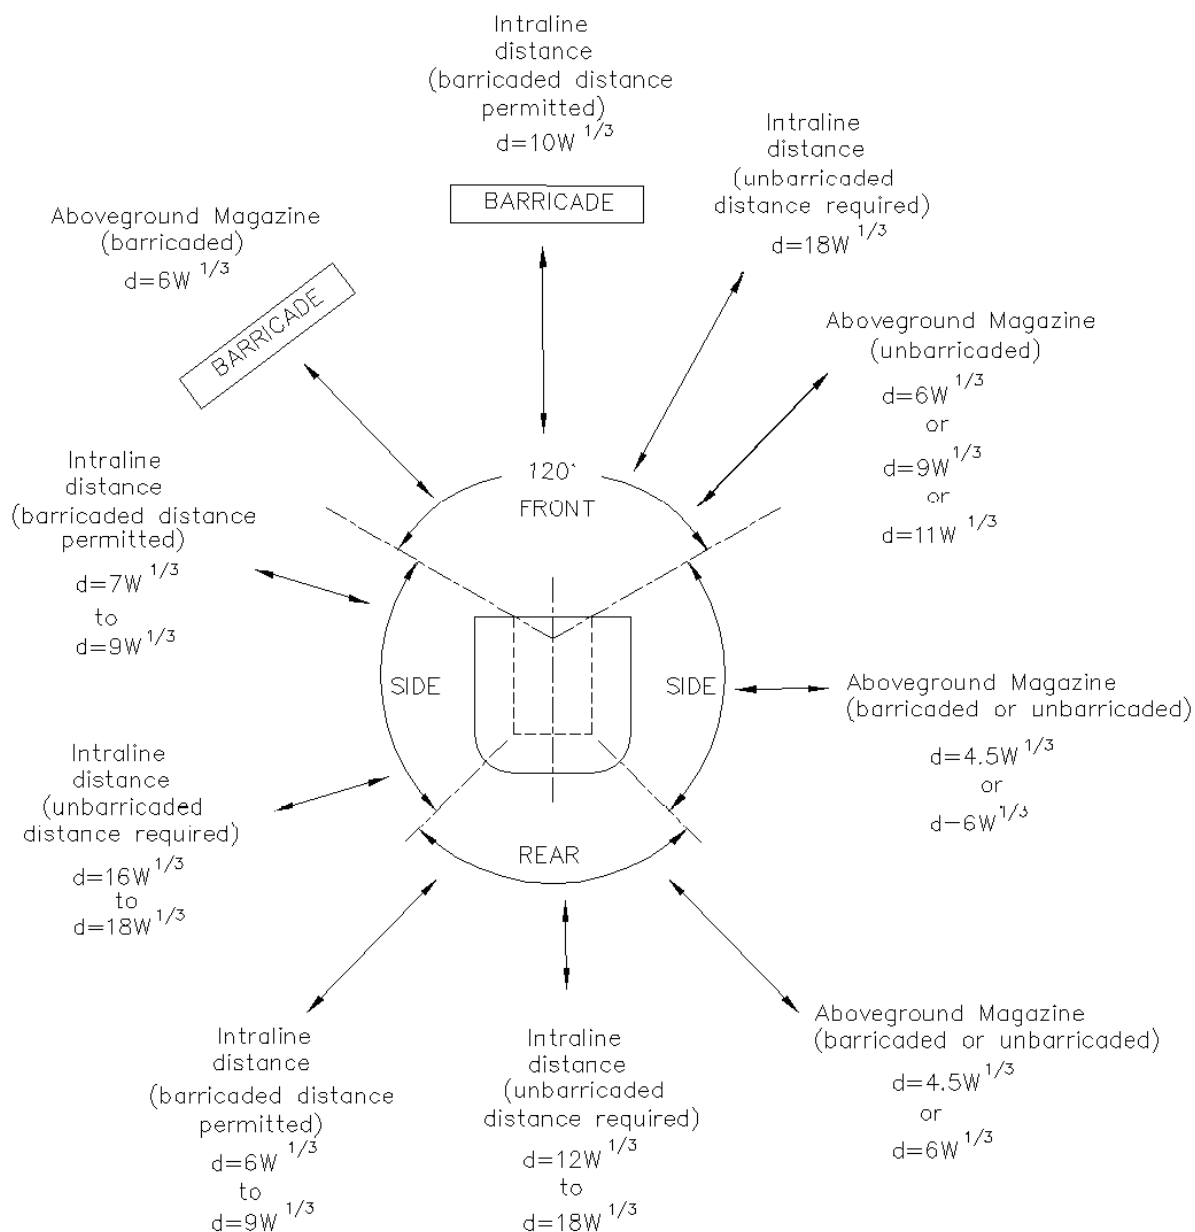 Intraline
distance
(barricaded distance
permitted)
d=10W 1/3
BARRICADE
Intraline
distance
(unbarricaded
distance required)
d=18W 1/3
Aboveground Magazine
(barricaded)
d=6W 1/3
BARRICADE
Aboveground Magazine
(unbarricaded)
d=6W 1/3
or
d=9W 1/3
or
d=11W 1/3
120°
FRONT
Intraline
distance
(barricaded distance
permitted)
d=7W 1/3
to
d=9W 1/3
SIDE
SIDE
Aboveground Magazine
(barricaded or unbarricaded)
d=4.5W 1/3
or
d=6W 1/3
Intraline
distance
(unbarricaded
distance required)
d=16W 1/3
to
d=18W 1/3
REAR
Aboveground Magazine
(barricaded or unbarricaded)
d=4.5W 1/3
or
d=6W 1/3
Intraline
distance
(barricaded distance
permitted)
d=6W 1/3
to
d=9W 1/3
Intraline
distance
(unbarricaded
distance required)
d=12W 1/3
to
d=18W 1/3